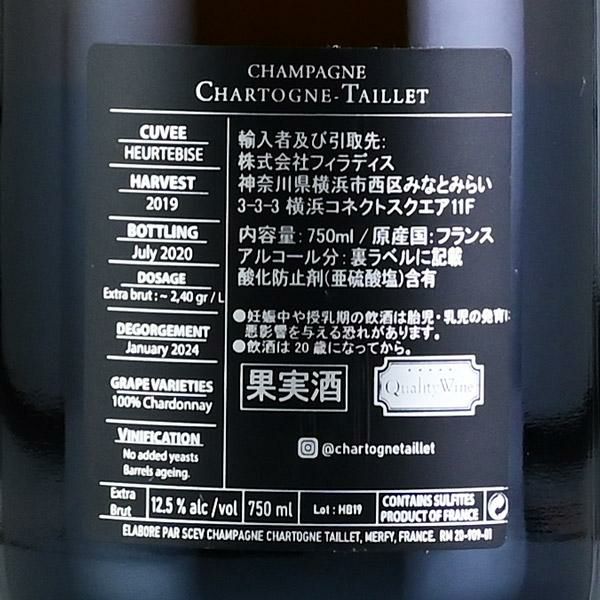 CHAMPAGNE
CHARTOGNE-TAILLET
CUVEE
HEURTEBISE
HARVEST
2019
BOTTLING
July 2020
DOSAGE
Extra brut : ~ 2,40 gr / L
DEGORGEMENT
January 2024
GRAPE VARIETIES
100% Chardonnay
VINIFICATION
No added yeasts
Barrels ageing.
輸入者及び引取先:
株式会社フィラディス
神奈川県横浜市西区みなとみらい
3-3-3 横浜コネクトスクエア11F
内容量: 750ml / 原産国: フランス
アルコール分: 裏ラベルに記載
酸化防止剤(亜硫酸塩)含有
●妊娠中や授乳期の飲酒は胎児・乳児の発育に
悪影響を与える恐れがあります。
●飲酒は20歳になってから。
果実酒
Quality Wine
@chartognetaillet
Extra
Brut
12.5 % alc /vol
750 ml
Lot : HB19
CONTAINS SULFITES
PRODUCT OF FRANCE
ELABORE PAR SCEV CHAMPAGNE CHARTOGNE TAILLET, MERFY, FRANCE. RM 20-909-01